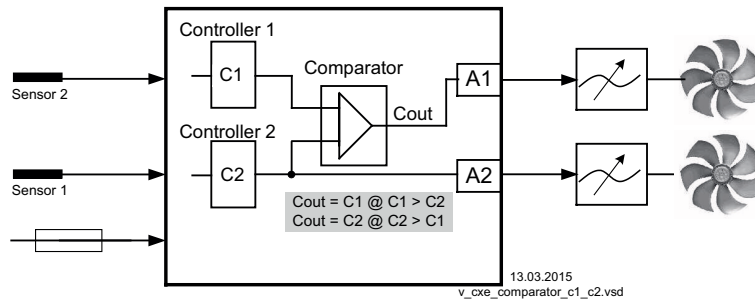 Controller 1
C1
Comparator
A1
Sensor 2
Cout
Controller 2
C2
A2
Sensor 1
Cout = C1 @ C1 > C2
Cout = C2 @ C2 > C1
13.03.2015
v_cxe_comparator_c1_c2.vsd